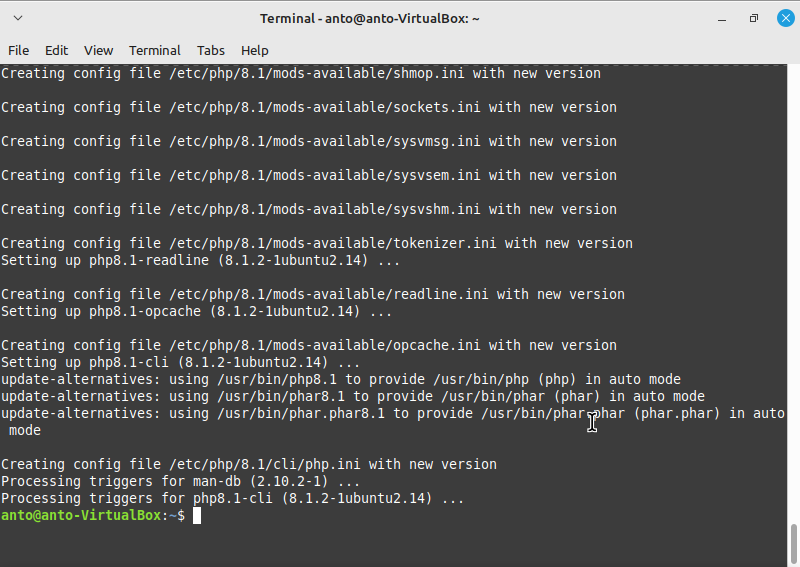 Terminal - anto@anto-VirtualBox: ~
File Edit View Terminal Tabs Help
Creating config file /etc/php/8.1/mods-available/shmop.ini with new version
Creating config file /etc/php/8.1/mods-available/sockets.ini with new version
Creating config file /etc/php/8.1/mods-available/sysvmsg.ini with new version
Creating config file /etc/php/8.1/mods-available/sysvsem.ini with new version
Creating config file /etc/php/8.1/mods-available/sysvshm.ini with new version
Creating config file /etc/php/8.1/mods-available/tokenizer.ini with new version
Setting up php8.1-readline (8.1.2-1ubuntu2.14) ...
Creating config file /etc/php/8.1/mods-available/readline.ini with new version
Setting up php8.1-opcache (8.1.2-1ubuntu2.14) ...
Creating config file /etc/php/8.1/mods-available/opcache.ini with new version
Setting up php8.1-cli (8.1.2-1ubuntu2.14) ...
update-alternatives: using /usr/bin/php8.1 to provide /usr/bin/php (php) in auto mode
update-alternatives: using /usr/bin/phar8.1 to provide /usr/bin/phar (phar) in auto mode
update-alternatives: using /usr/bin/phar.phar8.1 to provide /usr/bin/phar.phar (phar.phar) in auto
mode
Creating config file /etc/php/8.1/cli/php.ini with new version
Processing triggers for man-db (2.10.2-1) ...
Processing triggers for php8.1-cli (8.1.2-1ubuntu2.14) ...
anto@anto-VirtualBox:~$